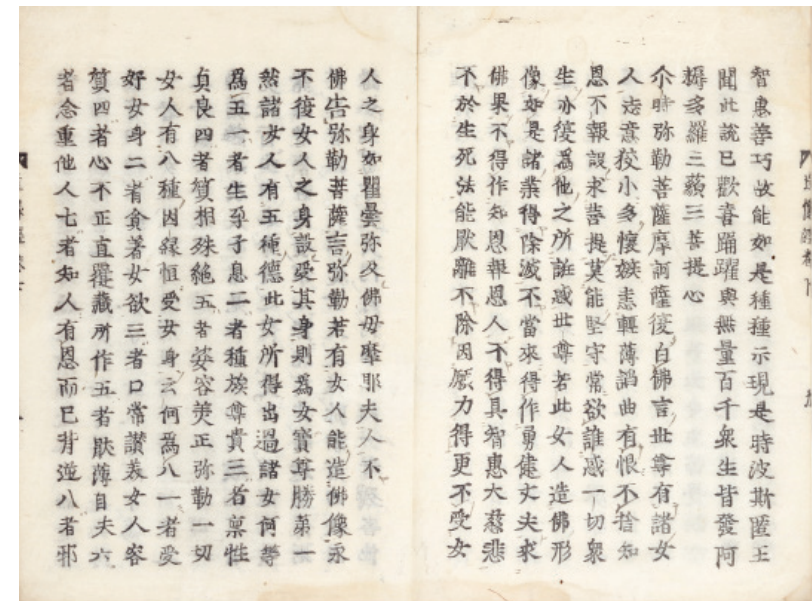 智惠善巧故能如是種種示現是時波斯匿王
聞此說已歡喜踊躍與無量百千衆生皆發阿
耨多羅三藐三菩提心
尒時弥勒菩薩摩訶薩復白佛言世尊有諸女
人志意狡小多懷嫉恚輕薄諂曲有恨不捨知
恩不報設求菩提莫能堅守常欲誑惑一切衆
生亦復爲他之所誑惑世尊若此女人造佛形
像如是諸業得除滅不當來得作勇健丈夫求
佛果不得作知恩報恩人不得具智惠大慈悲
不於生死法能厭離不除因願力得更不受女
人之身如瞿曇弥及佛母摩耶夫人不
佛告弥勒菩薩言弥勒若有女人能造佛像永
不復女人之身設受其身則爲女寶尊勝第一
然諸女人有五種德此女所得出過諸女何等
爲五一者生孕子息二者種族尊貴三者稟性
貞良四者質相殊絶五者姿容美正弥勒一切
女人有八種因緣恒受女身云何爲八一者愛
好女身二者貪著女欲三者口常讃美女人容
質四者心不正直覆藏所作五者厭薄自夫六
者念重他人七者知人有恩而已背逆八者邪